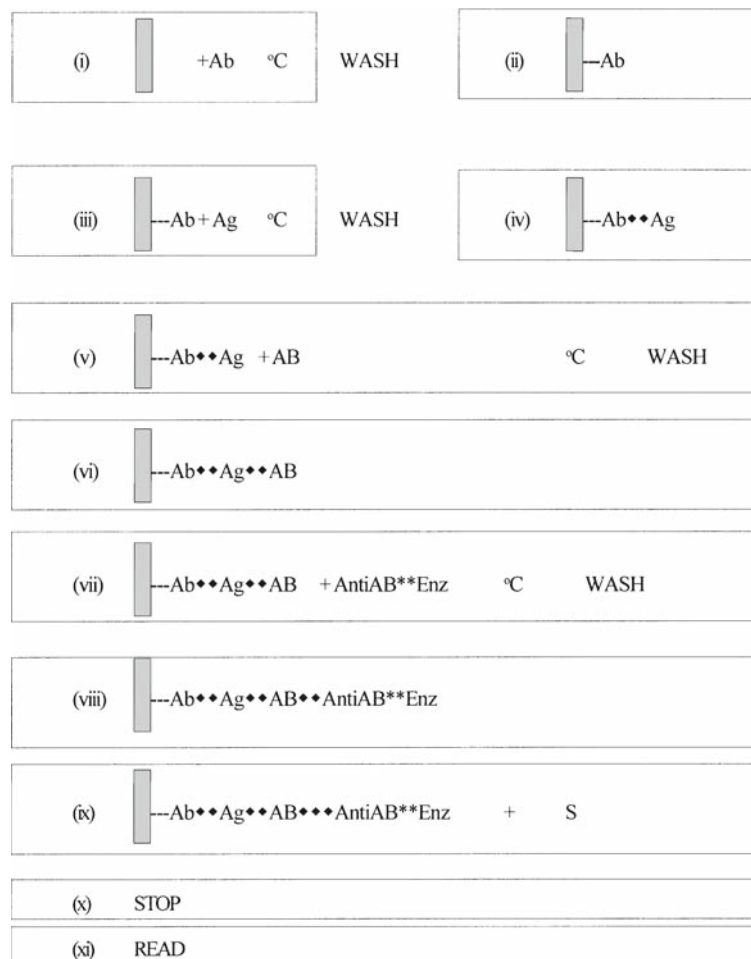 (i) +Ab °C WASH (ii) ---Ab
(iii) ---Ab + Ag °C WASH (iv) ---Ab◆◆Ag
(v) ---Ab◆◆Ag + AB °C WASH
(vi) ---Ab◆◆Ag◆◆AB
(vii) ---Ab◆◆Ag◆◆AB + AntiAB**Enz °C WASH
(viii) ---Ab◆◆Ag◆◆AB◆◆AntiAB**Enz
(ix) ---Ab◆◆Ag◆◆AB◆◆◆AntiAB**Enz + S
(x) STOP
(xi) READ